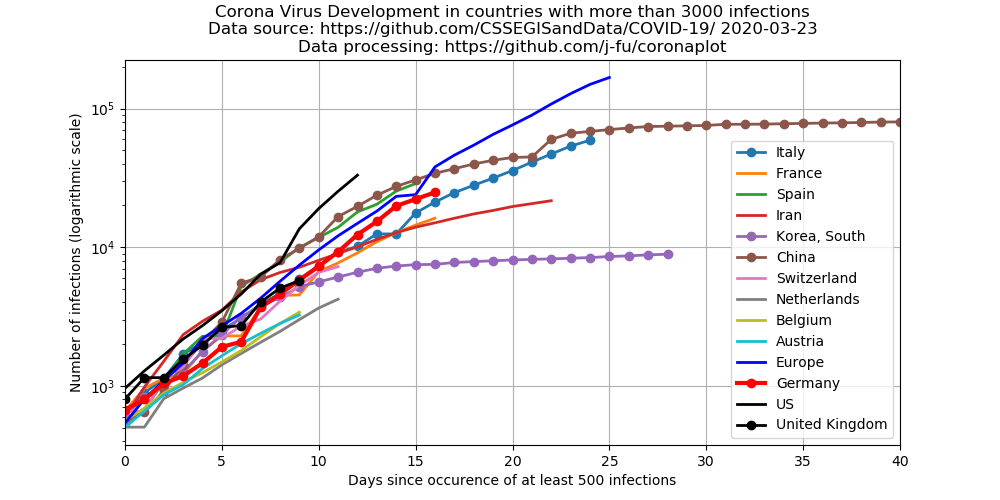 Corona Virus Development in countries with more than 3000 infections
Data source: https://github.com/CSSEGISandData/COVID-19/ 2020-03-23
Data processing: https://github.com/j-fu/coronaplot
Number of infections (logarithmic scale)
10⁵
10⁴
10³
Italy
France
Spain
Iran
Korea, South
China
Switzerland
Netherlands
Belgium
Austria
Europe
Germany
US
United Kingdom
0 5 10 15 20 25 30 35 40
Days since occurence of at least 500 infections